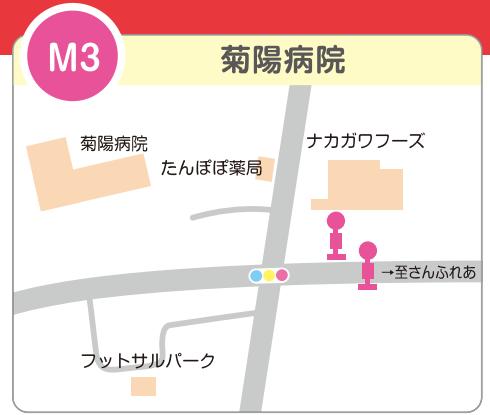 M3
菊陽病院
菊陽病院
たんぽぽ薬局
ナカガワフーズ
→至さんふれあ
フットサルパーク